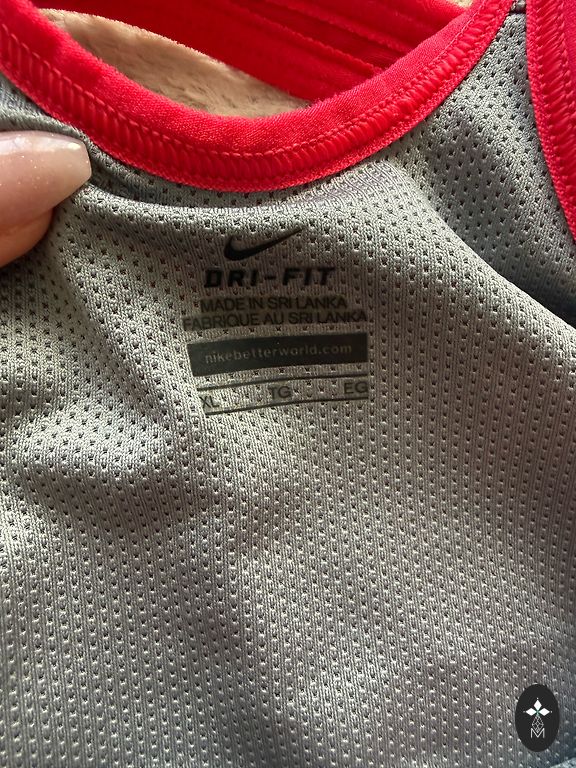 DRI-FIT
MADE IN SRI LANKA
FABRIQUE AU SRI LANKA
nikebetterworld.com
XL TG EG
M